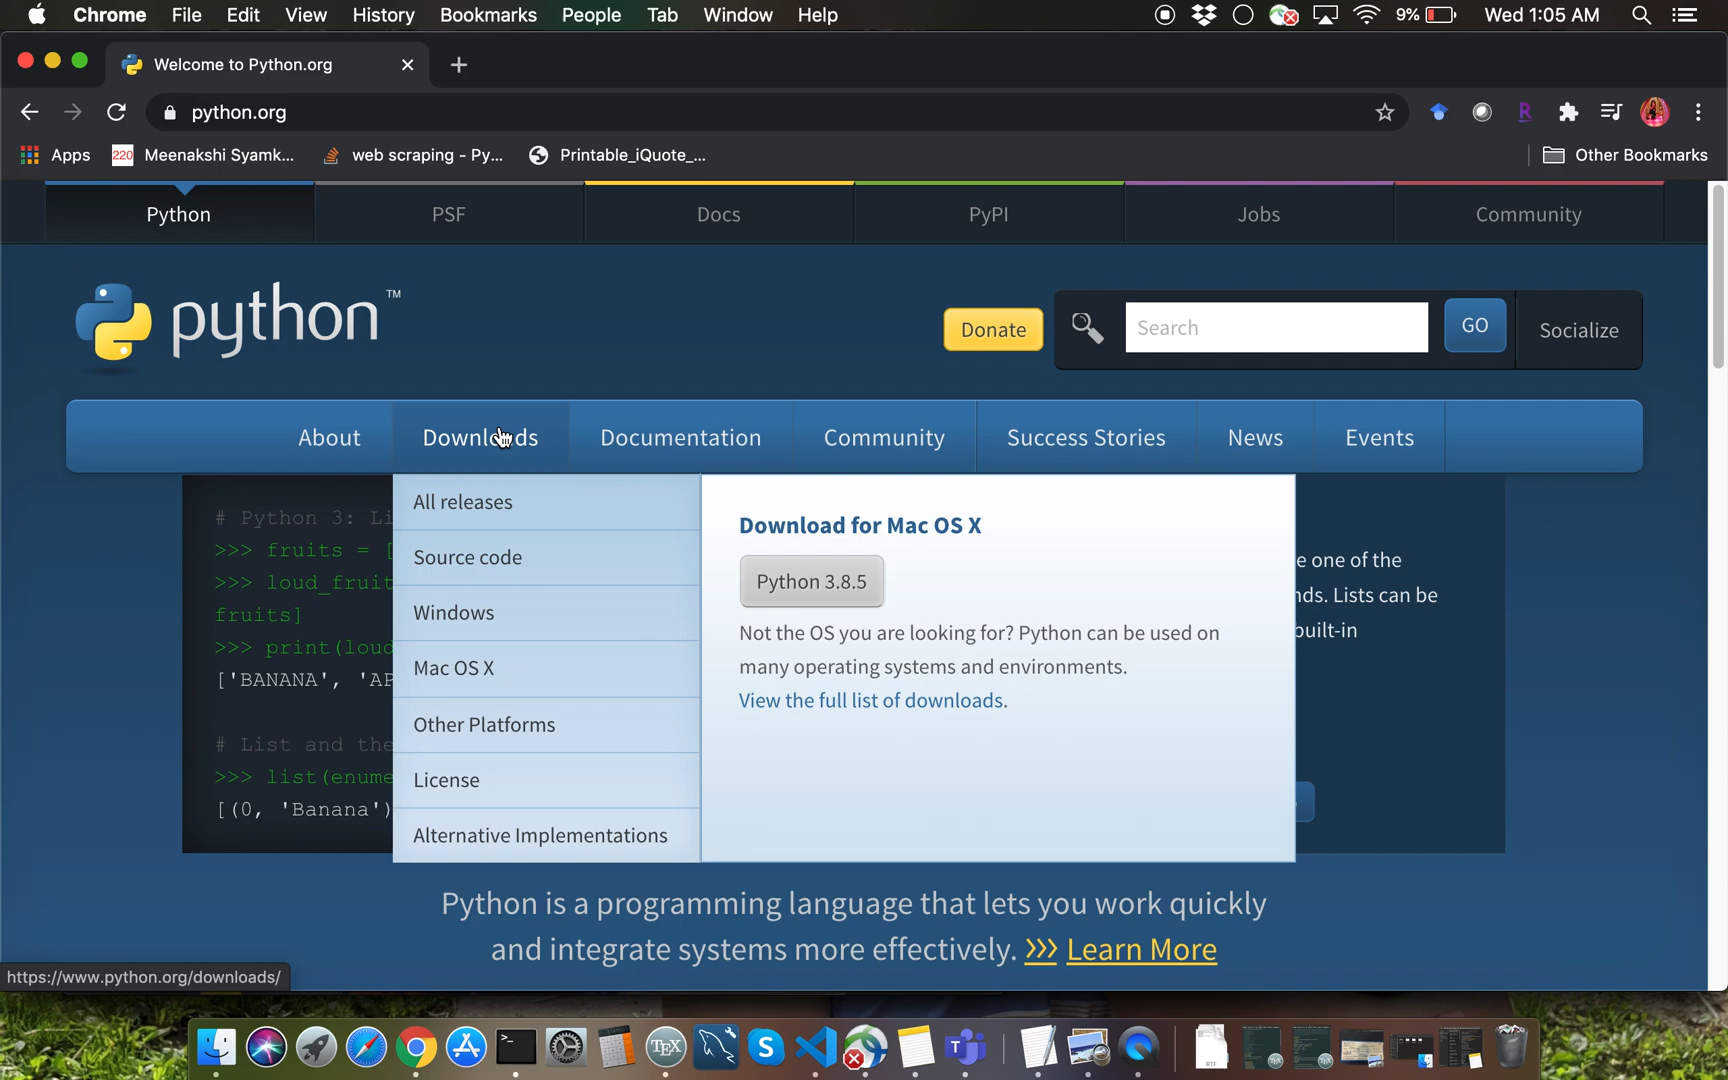 Chrome File Edit View History Bookmarks People Tab Window Help 9% Wed 1:05 AM
Welcome to Python.org
python.org
R
Apps 220 Meenakshi Syamk... web scraping - Py... Printable_iQuote_... Other Bookmarks
Python PSF Docs PyPI Jobs Community
python™
Donate Search GO Socialize
About Downloads Documentation Community Success Stories News Events
All releases
Source code
Windows
Mac OS X
Other Platforms
License
Alternative Implementations
Download for Mac OS X
Python 3.8.5
Not the OS you are looking for? Python can be used on
many operating systems and environments.
View the full list of downloads.
# Python 3: Li
>>> fruits = [
>>> loud_fruit
fruits]
>>> print(loud
['BANANA', 'AP
# List and the
>>> list(enume
[(0, 'Banana')
e one of the
nds. Lists can be
built-in
Python is a programming language that lets you work quickly
and integrate systems more effectively. >>> Learn More
https://www.python.org/downloads/
TEX S T
RTF